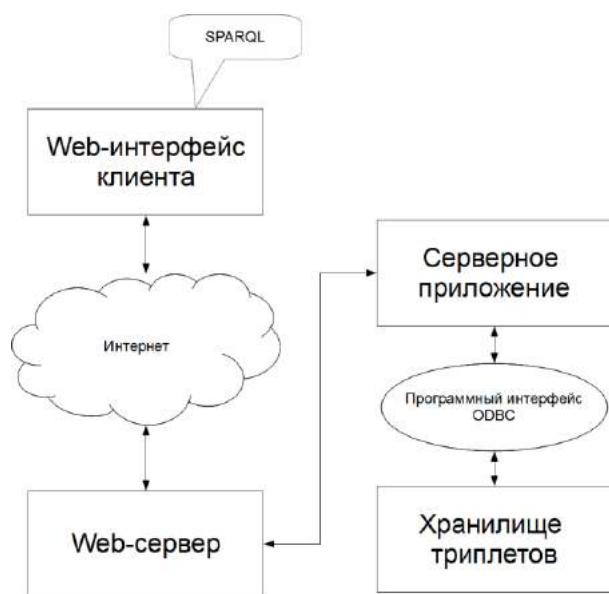 SPARQL
Web-интерфейс
клиента
Интернет
Web-сервер
Серверное
приложение
Программный интерфейс
ODBC
Хранилище
триплетов